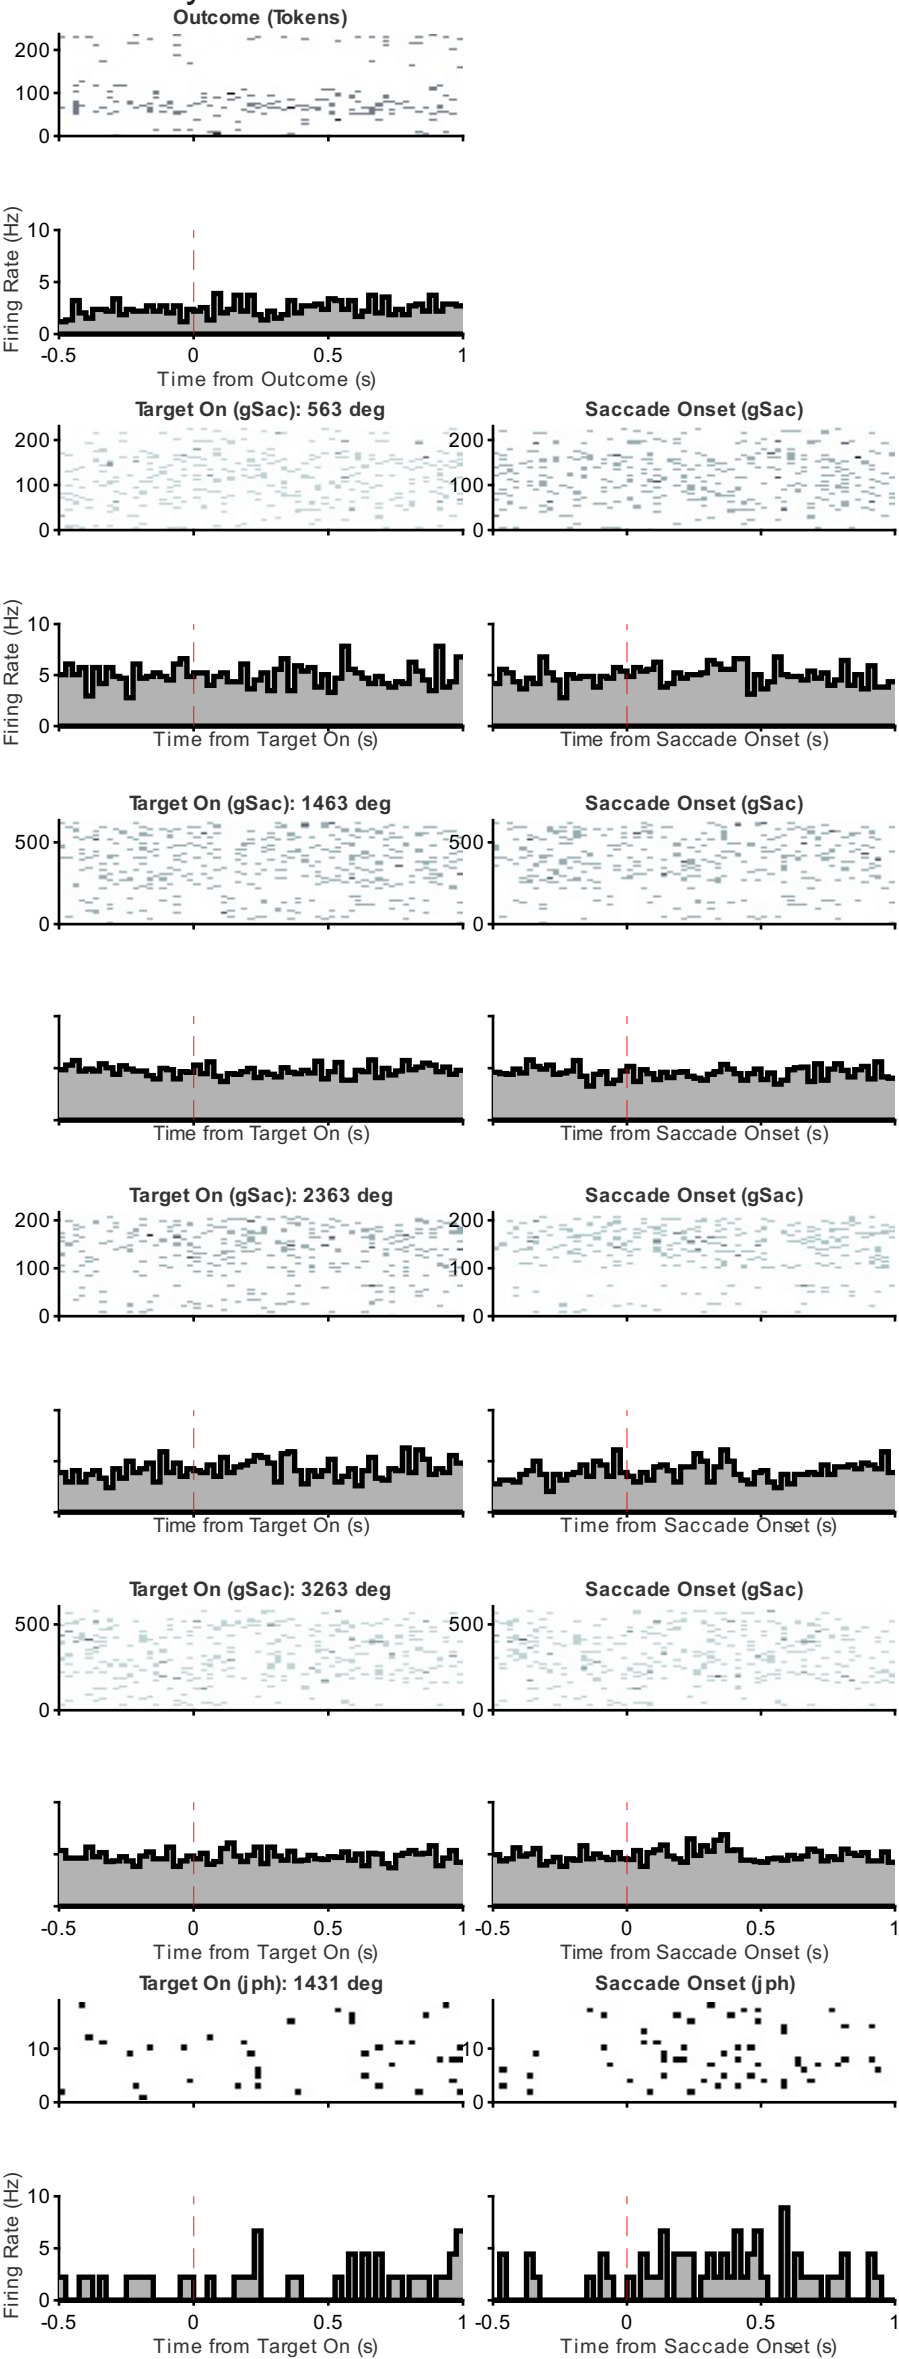 Outcome (Tokens)
200
100
0
Firing Rate (Hz)
10
5
0
-0.5 0 0.5 1
Time from Outcome (s)
Target On (gSac): 563 deg Saccade Onset (gSac)
200 200
100 100
0 0
Firing Rate (Hz)
10
5
0
Time from Target On (s) Time from Saccade Onset (s)
Target On (gSac): 1463 deg Saccade Onset (gSac)
500 500
0 0
Time from Target On (s) Time from Saccade Onset (s)
Target On (gSac): 2363 deg Saccade Onset (gSac)
200 200
100 100
0 0
Time from Target On (s) Time from Saccade Onset (s)
Target On (gSac): 3263 deg Saccade Onset (gSac)
500 500
0 0
-0.5 0 0.5 1 -0.5 0 0.5 1
Time from Target On (s) Time from Saccade Onset (s)
Target On (jph): 1431 deg Saccade Onset (jph)
10 10
0 0
Firing Rate (Hz)
10
5
0
-0.5 0 0.5 1 -0.5 0 0.5 1
Time from Target On (s) Time from Saccade Onset (s)